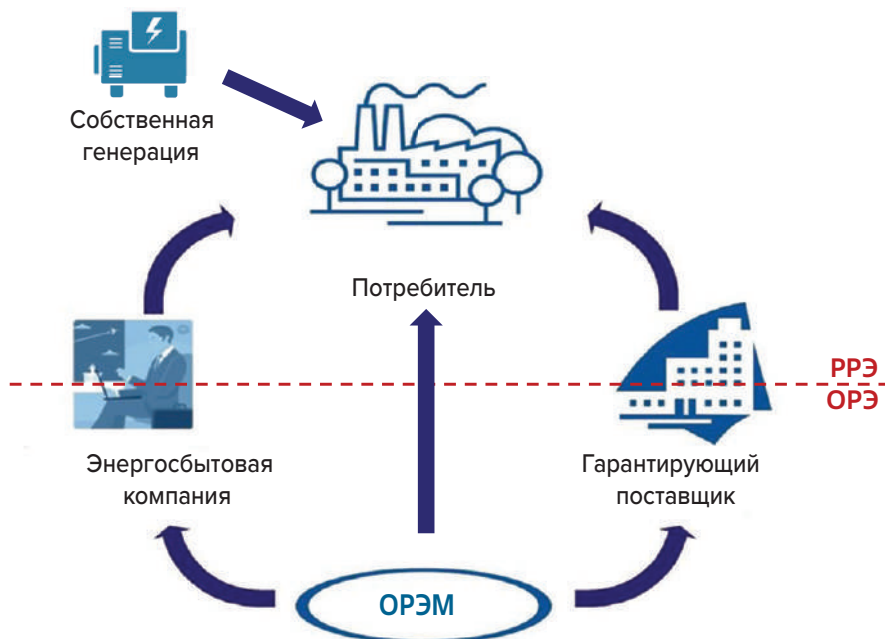 Собственная
генерация
Потребитель
РРЭ
ОРЭ
Энергосбытовая
компания
Гарантирующий
поставщик
ОРЭМ